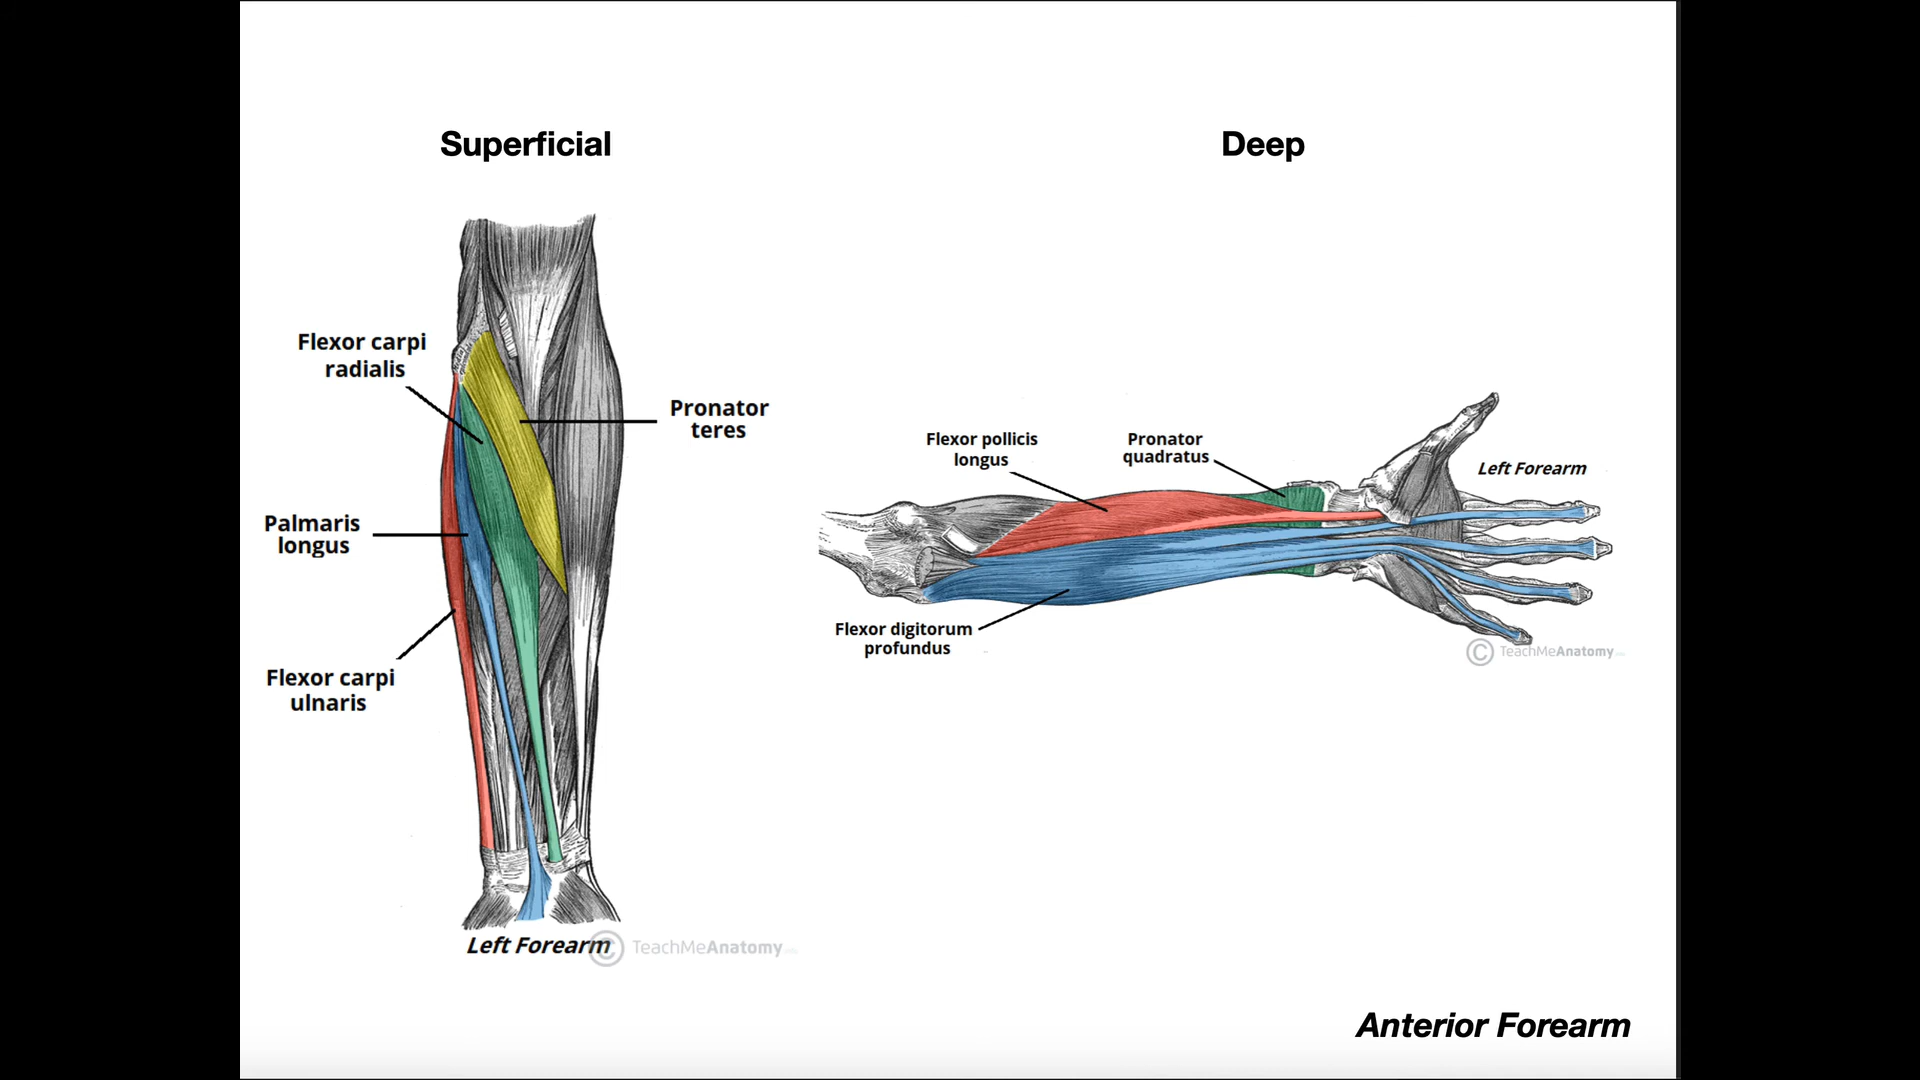 Superficial
Deep
Flexor carpi
radialis
Pronator
teres
Palmaris
longus
Flexor carpi
ulnaris
Left Forearm
© TeachMeAnatomy
Flexor pollicis
longus
Pronator
quadratus
Left Forearm
Flexor digitorum
profundus
© TeachMeAnatomy
Anterior Forearm